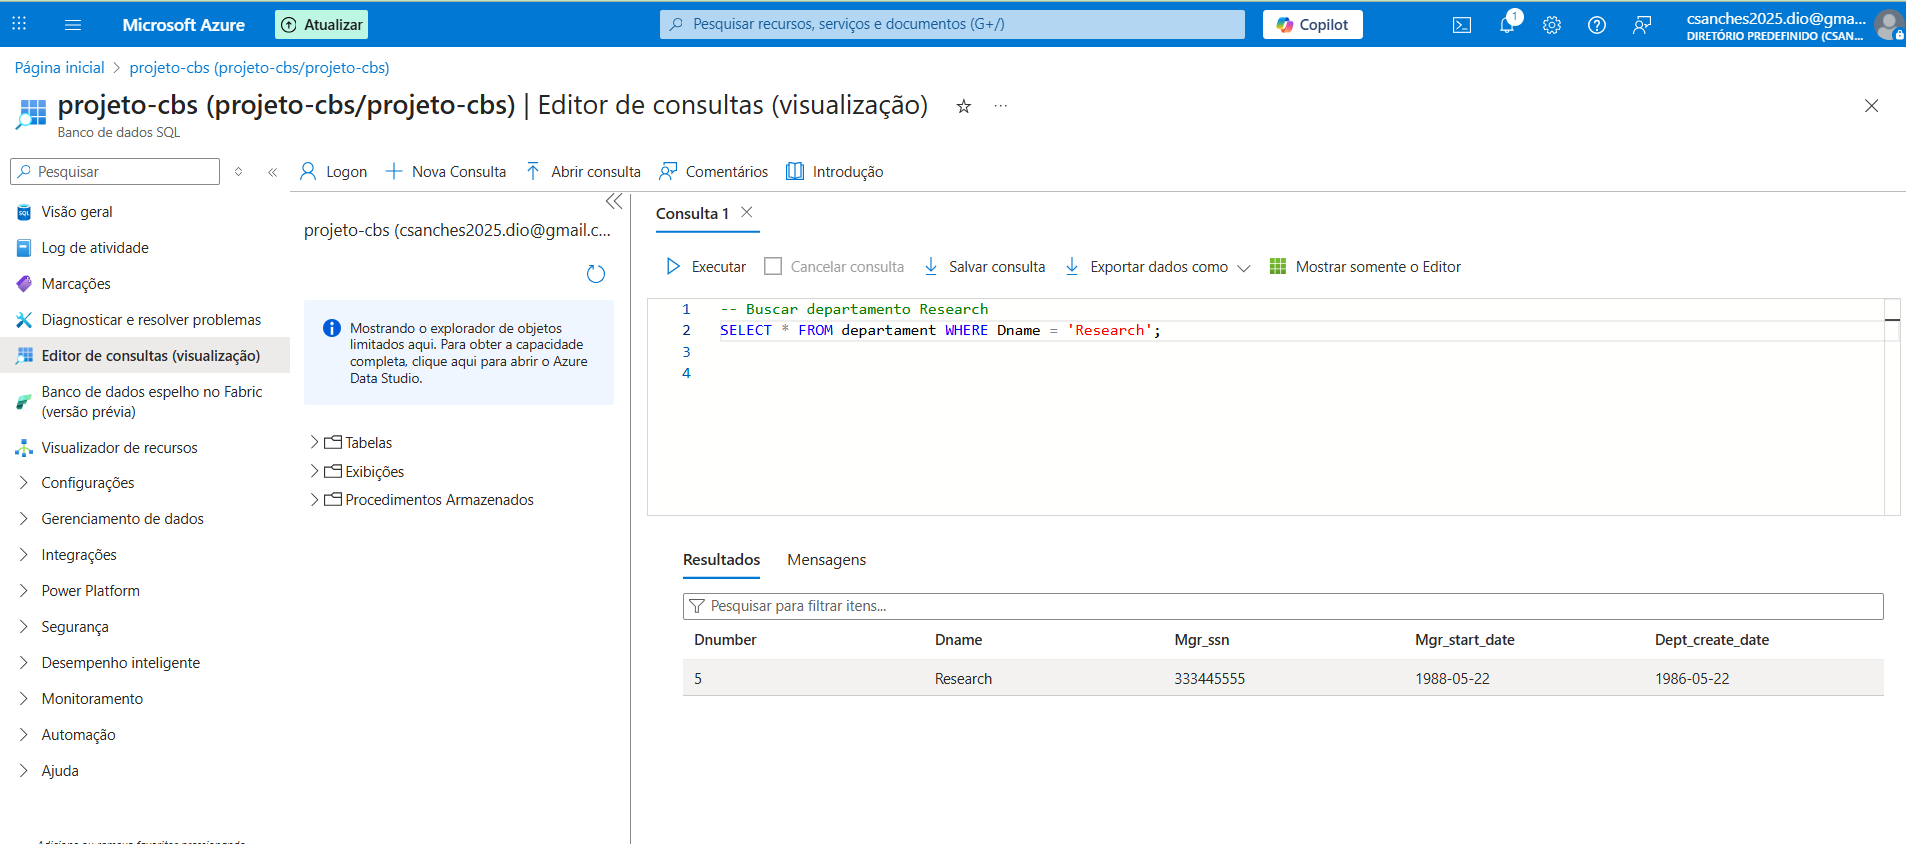 Microsoft Azure
Atualizar
Pesquisar recursos, serviços e documentos (G+/)
Copilot
1
csanches2025.dio@gma...
DIRETÓRIO PREDEFINIDO (CSAN...
Página inicial > projeto-cbs (projeto-cbs/projeto-cbs)
projeto-cbs (projeto-cbs/projeto-cbs) | Editor de consultas (visualização)
Banco de dados SQL
Pesquisar
Visão geral
Log de atividade
Marcações
Diagnosticar e resolver problemas
Editor de consultas (visualização)
Banco de dados espelho no Fabric
(versão prévia)
Visualizador de recursos
Configurações
Gerenciamento de dados
Integrações
Power Platform
Segurança
Desempenho inteligente
Monitoramento
Automação
Ajuda
Logon
Nova Consulta
Abrir consulta
Comentários
Introdução
projeto-cbs (csanches2025.dio@gmail.c...
Mostrando o explorador de objetos
limitados aqui. Para obter a capacidade
completa, clique aqui para abrir o Azure
Data Studio.
Tabelas
Exibições
Procedimentos Armazenados
Consulta 1
Executar
Cancelar consulta
Salvar consulta
Exportar dados como
Mostrar somente o Editor
1 -- Buscar departamento Research
2 SELECT * FROM departament WHERE Dname = 'Research';
3
4
Resultados
Mensagens
Pesquisar para filtrar itens...
Dnumber Dname Mgr_ssn Mgr_start_date Dept_create_date
5 Research 333445555 1988-05-22 1986-05-22